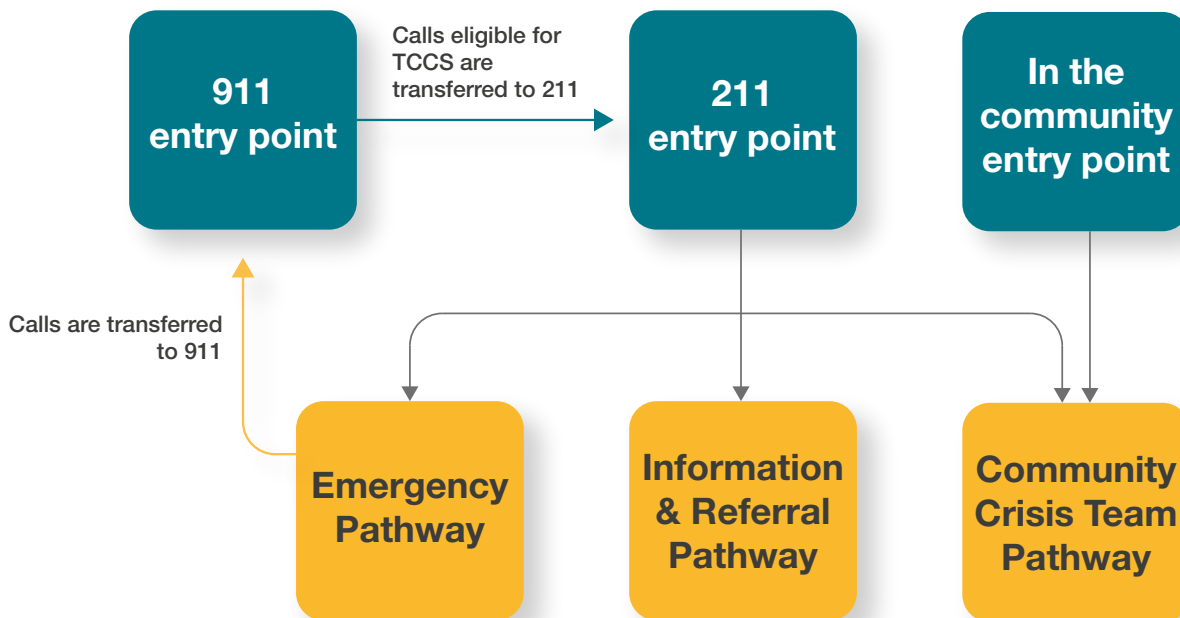 911
entry point
Calls eligible for
TCCS are
transferred to 211
211
entry point
In the
community
entry point
Calls are transferred
to 911
Emergency
Pathway
Information
& Referral
Pathway
Community
Crisis Team
Pathway